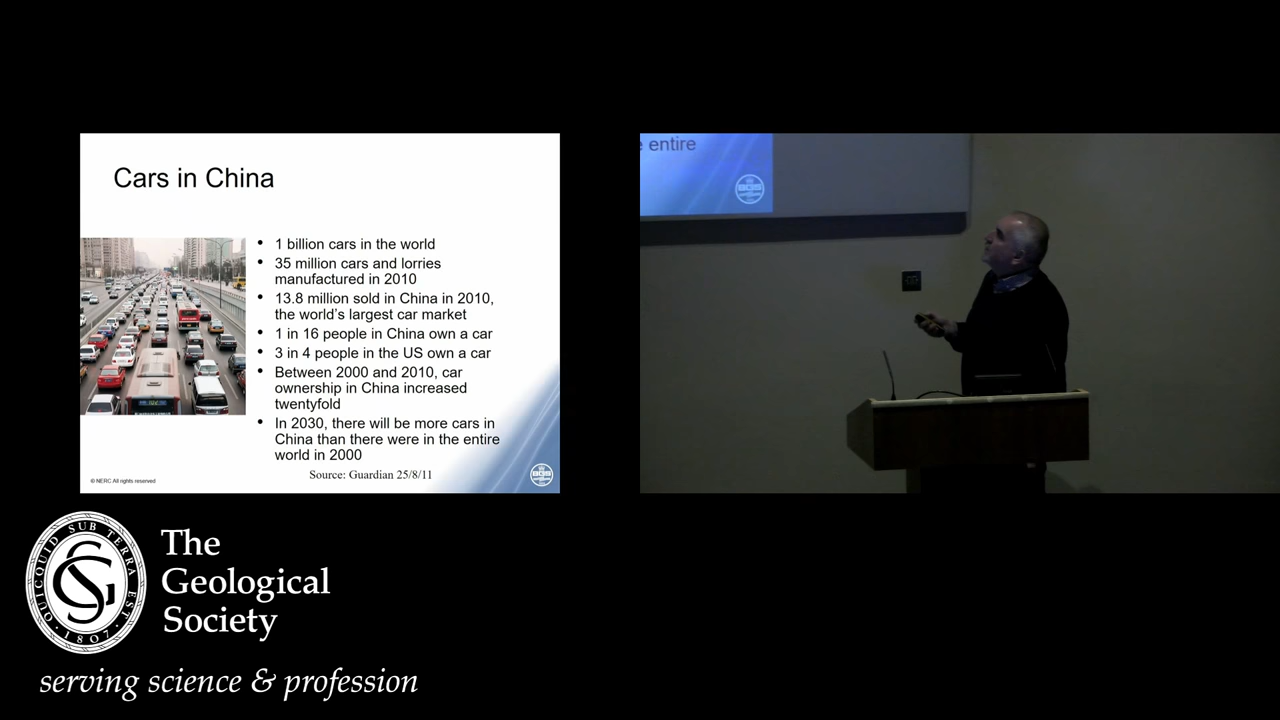 Cars in China
• 1 billion cars in the world
• 35 million cars and lorries
manufactured in 2010
• 13.8 million sold in China in 2010,
the world's largest car market
• 1 in 16 people in China own a car
• 3 in 4 people in the US own a car
• Between 2000 and 2010, car
ownership in China increased
twentyfold
• In 2030, there will be more cars in
China than there were in the entire
world in 2000
Source: Guardian 25/8/11
© NERC All rights reserved
BGS
entire
BGS
QUICQUID SUB TERRA EST
· 1807 ·
The
Geological
Society
serving science & profession